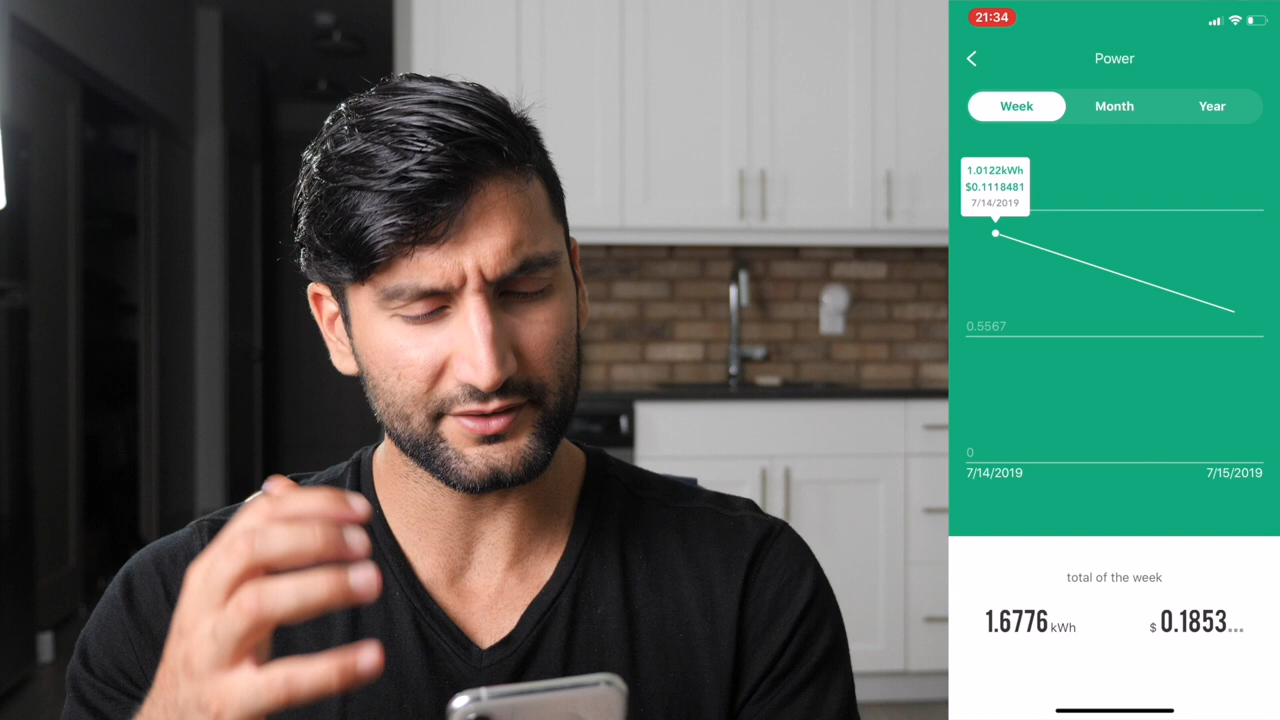 21:34
Power
Week Month Year
1.0122kWh
$0.1118481
7/14/2019
0.5567
0
7/14/2019 7/15/2019
total of the week
1.6776 kWh $ 0.1853...